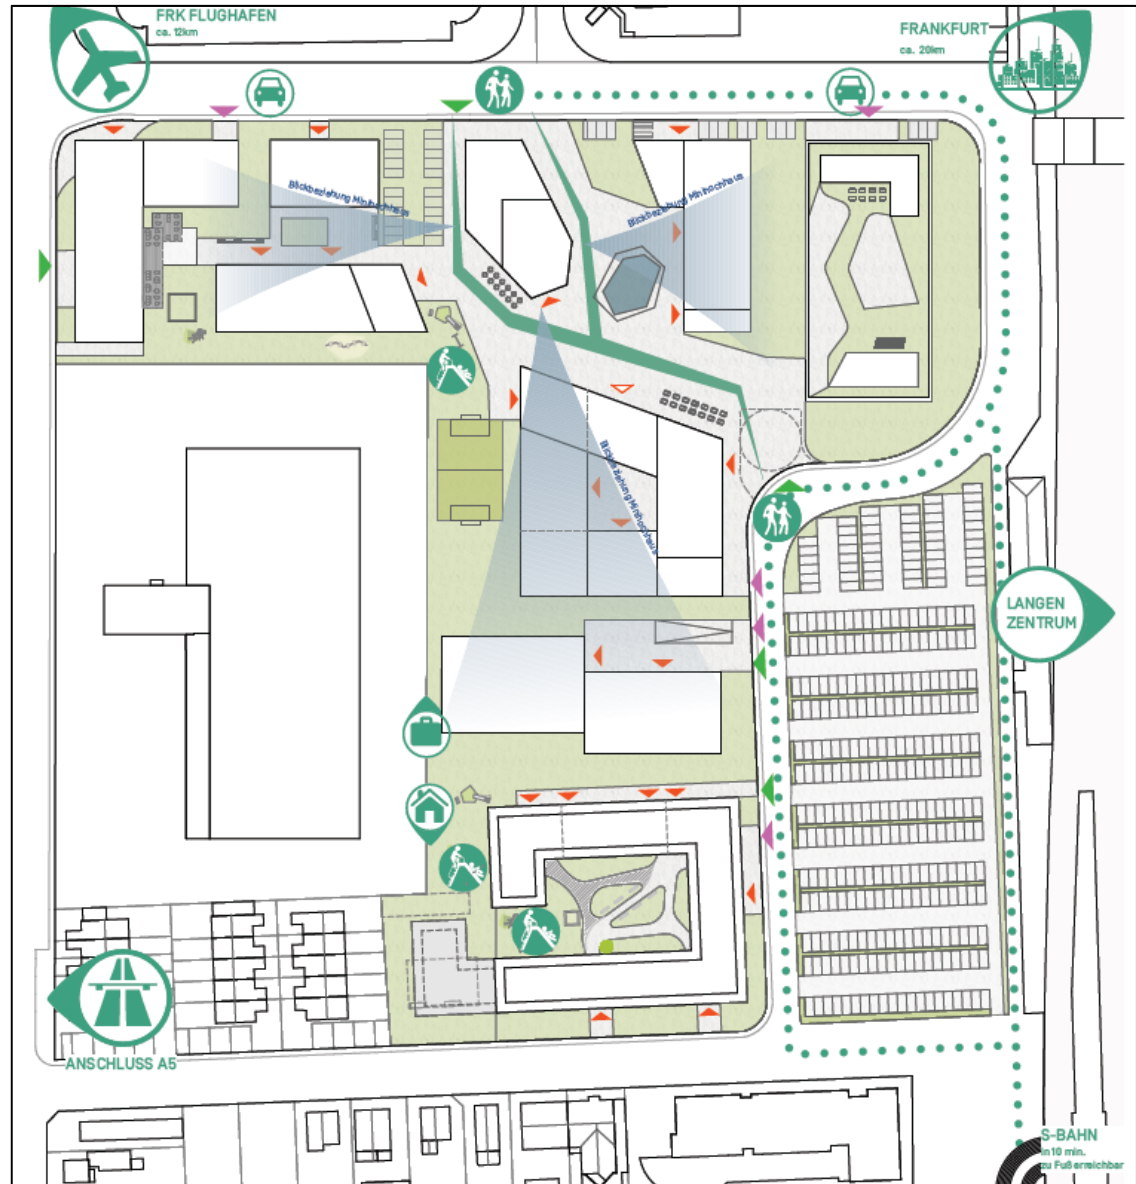 FRK FLUGHAFEN
ca. 12km
FRANKFURT
ca. 20km
Blickbeziehung Minihochhaus
Blickbeziehung Minihochhaus
Blickbeziehung Minihochhaus
LANGEN
ZENTRUM
ANSCHLUSS A5
S-BAHN
in 10 min.
zu Fuß erreichbar